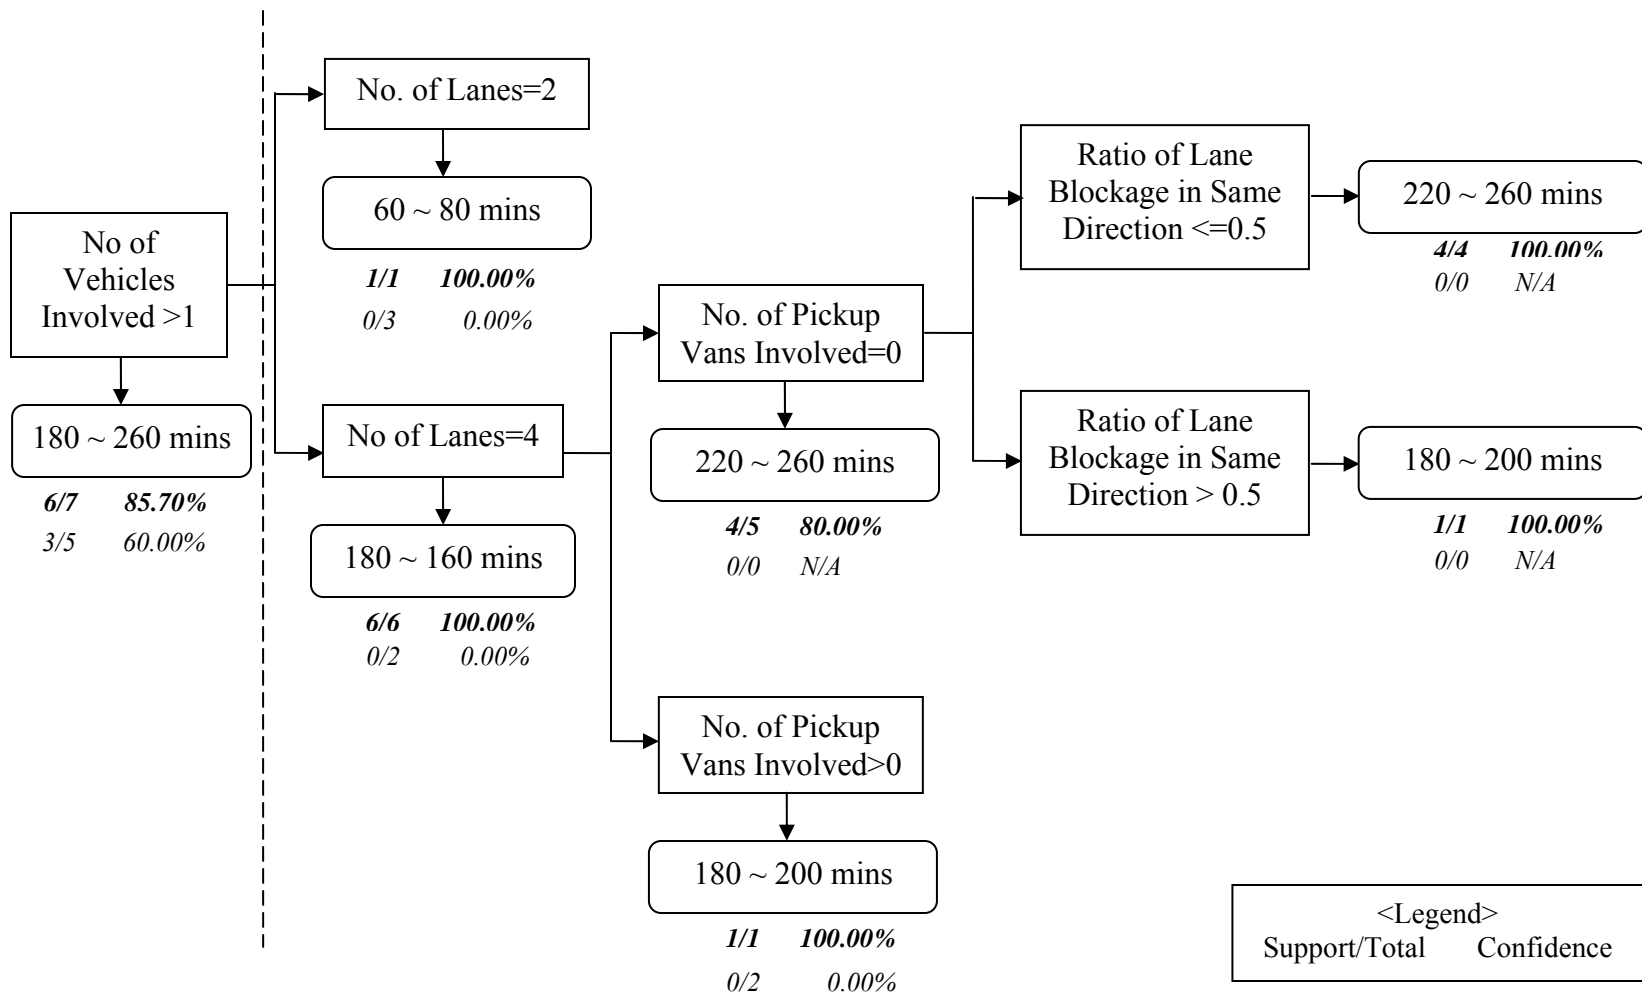 No of
Vehicles
Involved >1
180 ~ 260 mins
6/7 85.70%
3/5 60.00%
No. of Lanes=2
60 ~ 80 mins
1/1 100.00%
0/3 0.00%
No of Lanes=4
180 ~ 160 mins
6/6 100.00%
0/2 0.00%
No. of Pickup
Vans Involved=0
220 ~ 260 mins
4/5 80.00%
0/0 N/A
No. of Pickup
Vans Involved>0
180 ~ 200 mins
1/1 100.00%
0/2 0.00%
Ratio of Lane
Blockage in Same
Direction <=0.5
220 ~ 260 mins
4/4 100.00%
0/0 N/A
Ratio of Lane
Blockage in Same
Direction > 0.5
180 ~ 200 mins
1/1 100.00%
0/0 N/A
<Legend>
Support/Total Confidence